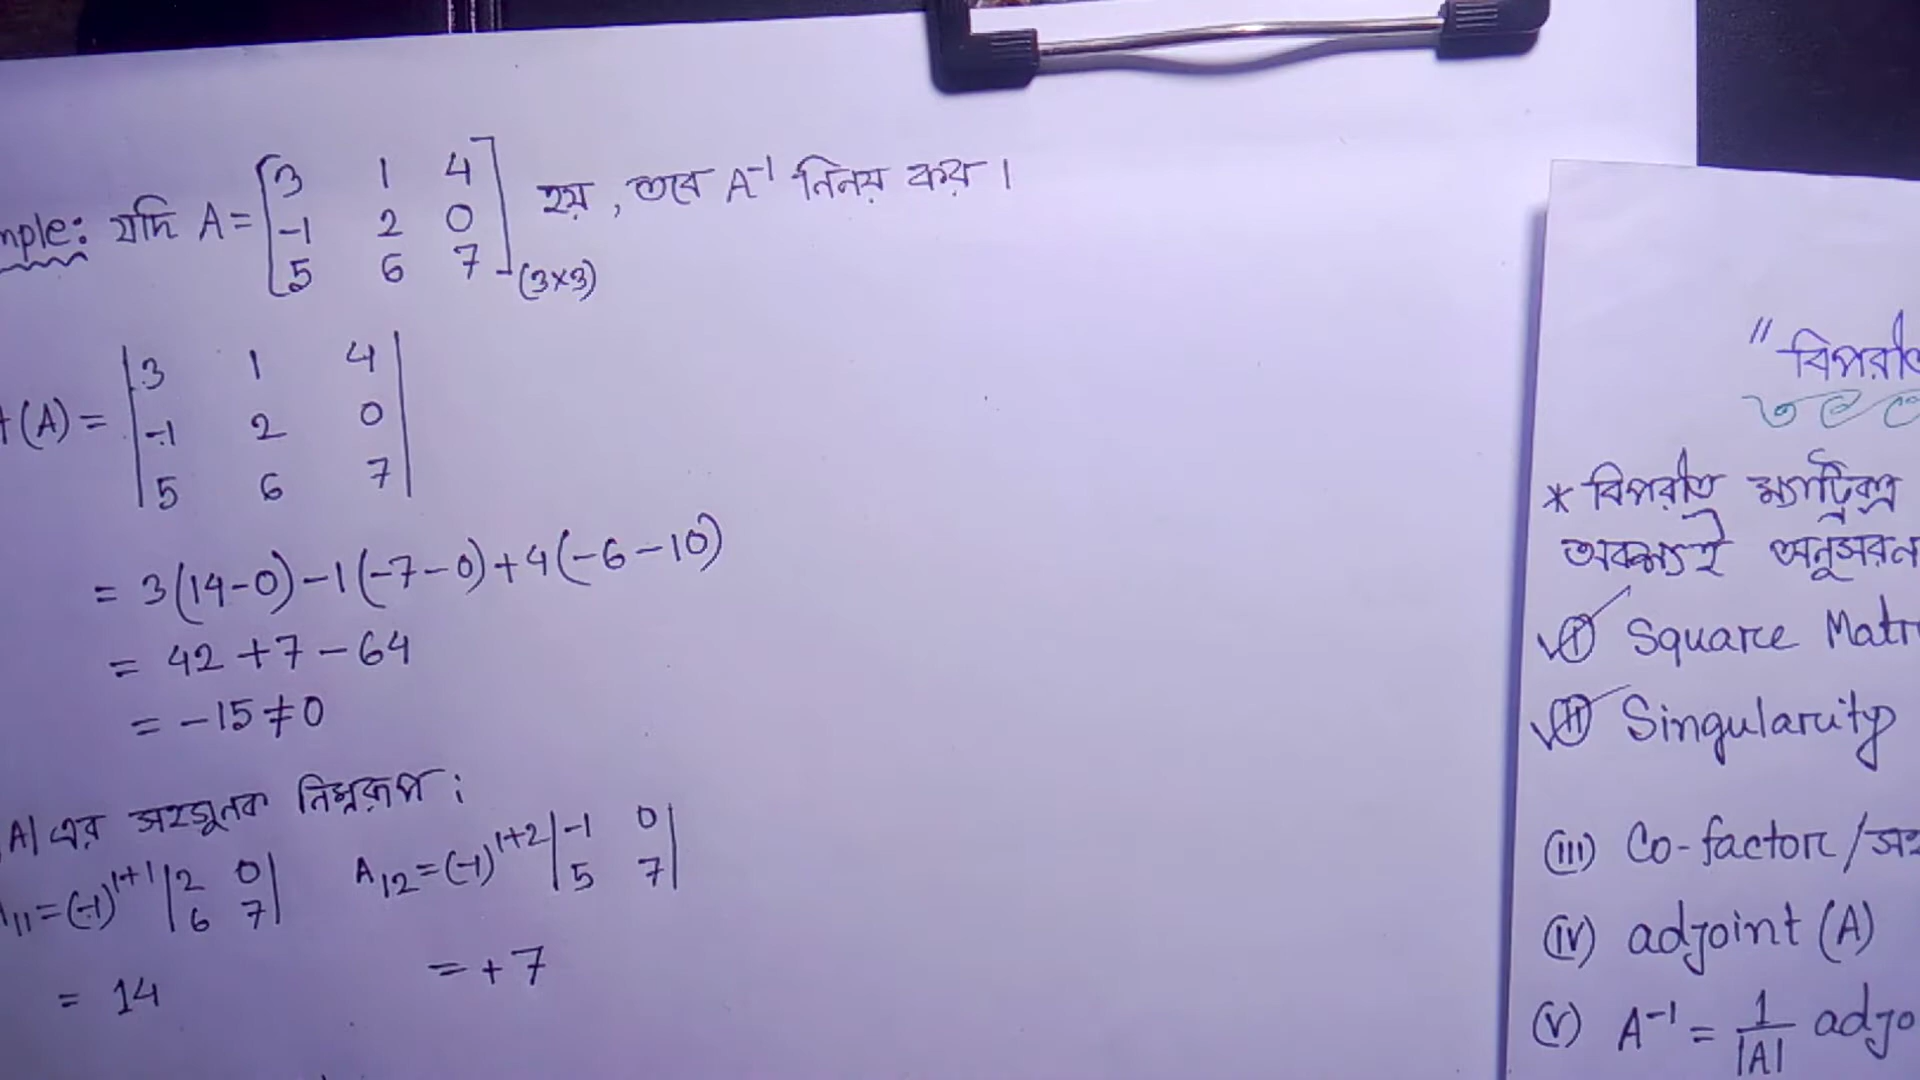 mple: যদি A = [3 1 4
-1 2 0
5 6 7] (3×3) হয়, তবে A⁻¹ নিনয় কর।
t(A) = |3 1 4
-1 2 0
5 6 7|
= 3(14-0)-1(-7-0)+4(-6-10)
= 42+7-64
= -15≠0
A| এর সহগুনক নিম্নরূপ:
11=(-1)¹⁺¹ |2 0
6 7|
= 14
A₁₂=(-1)¹⁺² |-1 0
5 7|
= +7
"বিপরীত
* বিপরীত ম্যাট্রিক্স
অবশ্যই অনুসরন
(i) Square Matr
(ii) Singularity
(iii) Co-factor/সহ
(iv) adjoint (A)
(v) A⁻¹ = 1/|A| adjo